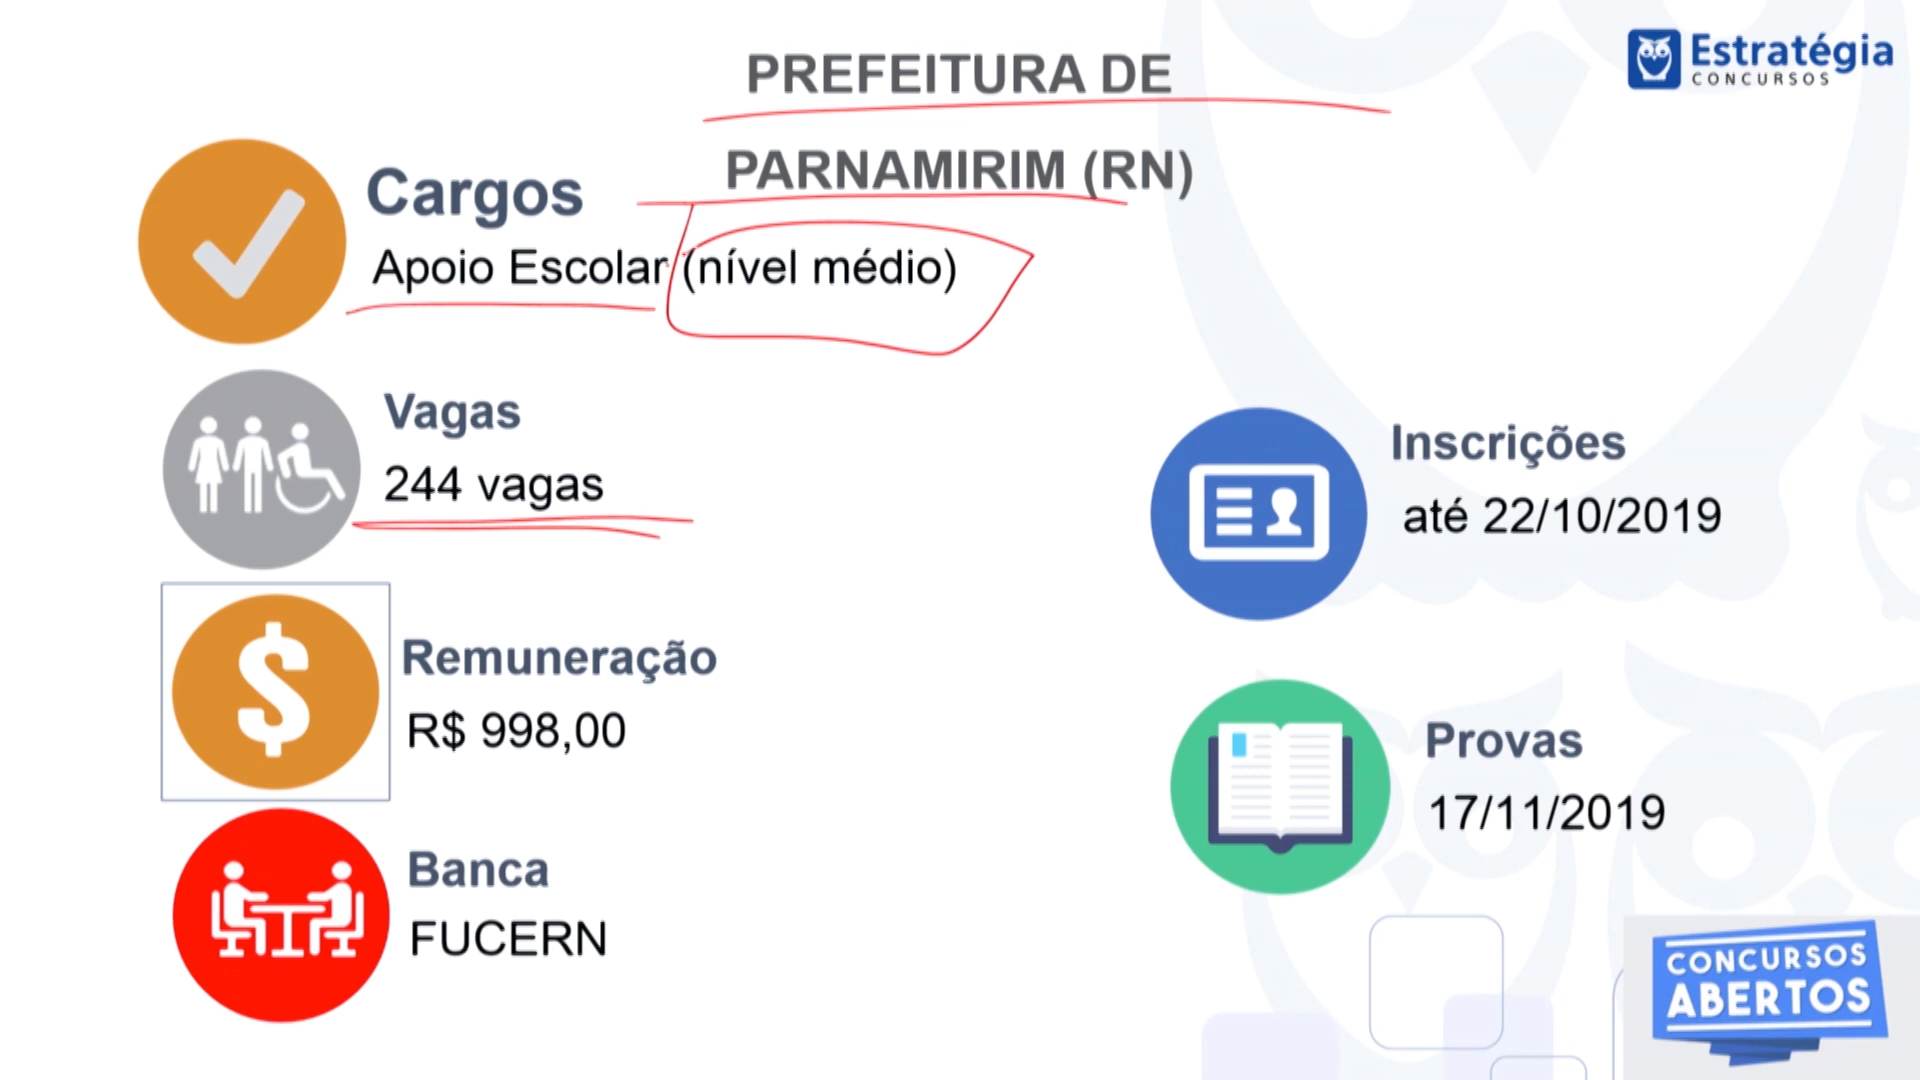 PREFEITURA DE
PARNAMIRIM (RN)
Estratégia
CONCURSOS
Cargos
Apoio Escolar (nível médio)
Vagas
244 vagas
Remuneração
R$ 998,00
Banca
FUCERN
Inscrições
até 22/10/2019
Provas
17/11/2019
CONCURSOS
ABERTOS